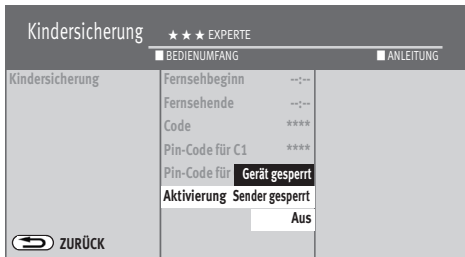 Kindersicherung ★ ★ ★ EXPERTE
BEDIENUMFANG ANLEITUNG
Kindersicherung Fernsehbeginn --:--
Fernsehende --:--
Code ****
Pin-Code für C1 ****
Pin-Code für Gerät gesperrt
Aktivierung Sender gesperrt
Aus
ZURÜCK